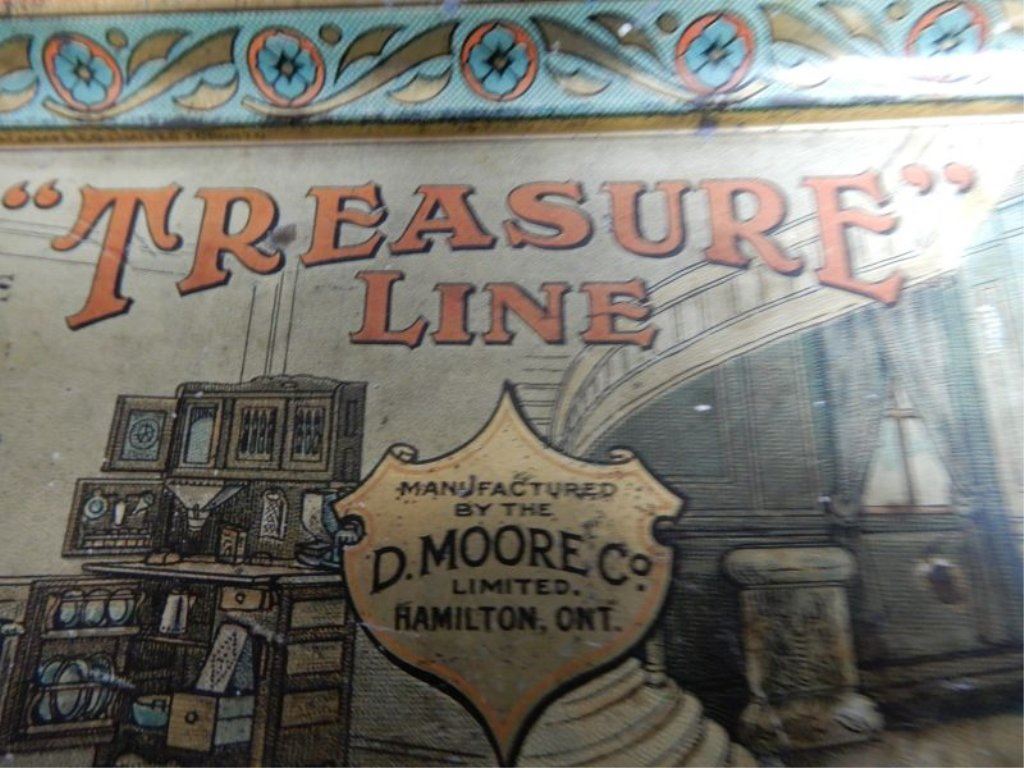 "TREASURE"
LINE
MANUFACTURED
BY THE
D. MOORE Co.
LIMITED.
HAMILTON, ONT.